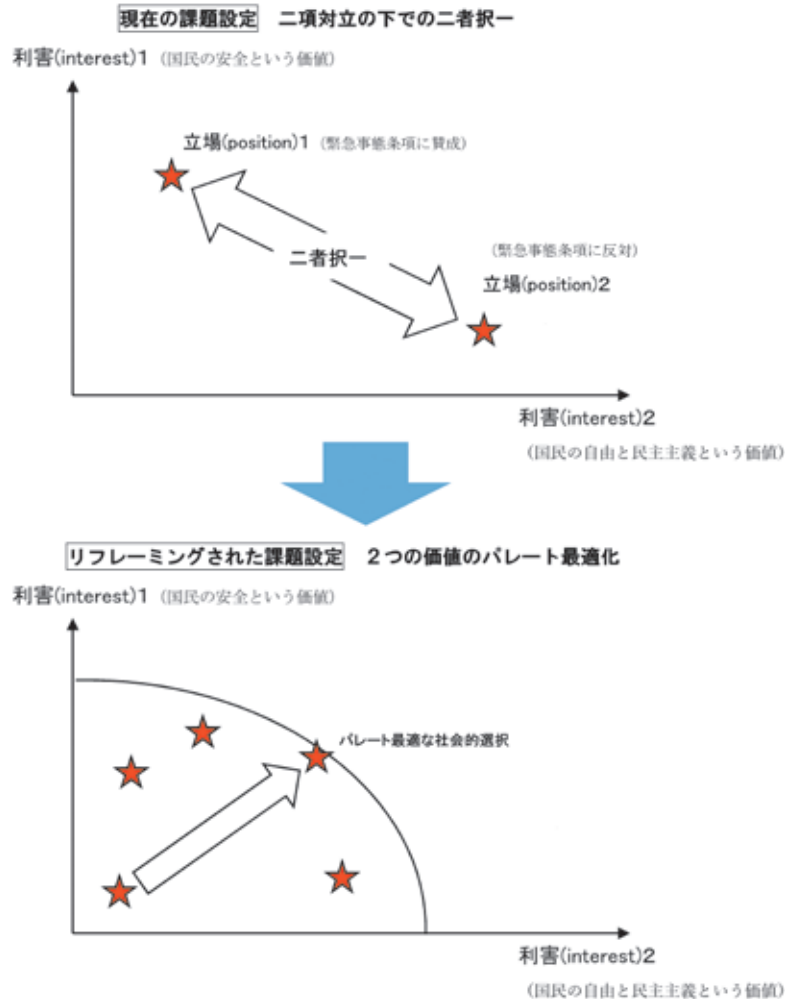 現在の課題設定 二項対立の下での二者択一
利害(interest)1 (国民の安全という価値)
立場(position)1 (緊急事態条項に賛成)
二者択一
(緊急事態条項に反対)
立場(position)2
利害(interest)2
(国民の自由と民主主義という価値)
リフレーミングされた課題設定 2つの価値のパレート最適化
利害(interest)1 (国民の安全という価値)
パレート最適な社会的選択
利害(interest)2
(国民の自由と民主主義という価値)